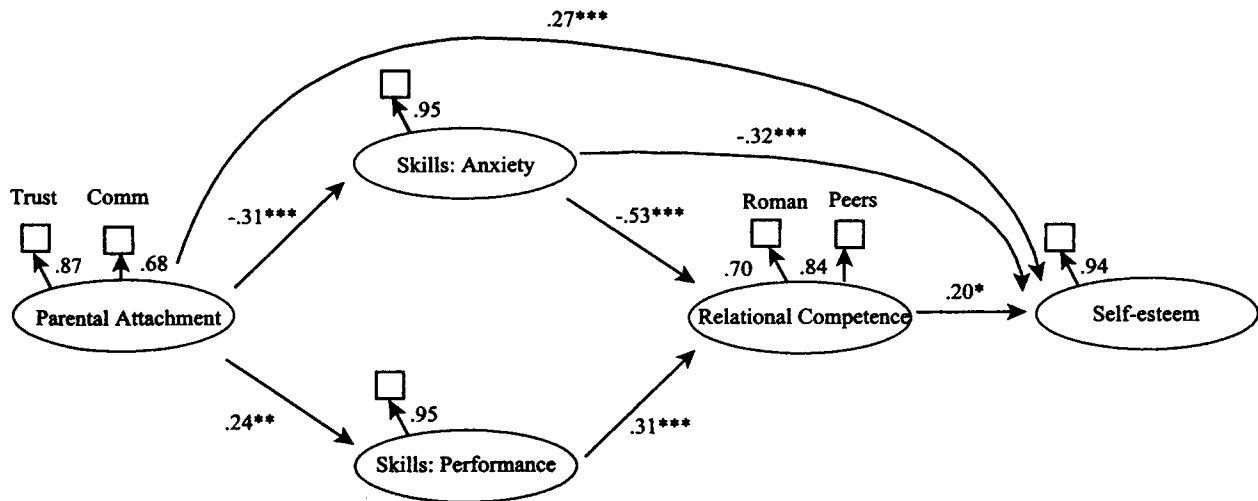 .27***
.95
-.32***
Skills: Anxiety
Trust Comm
-.31***
-.53***
Roman Peers
.87 .68
.70 .84
.94
.20*
Parental Attachment
Relational Competence
Self-esteem
.24**
.95
.31***
Skills: Performance